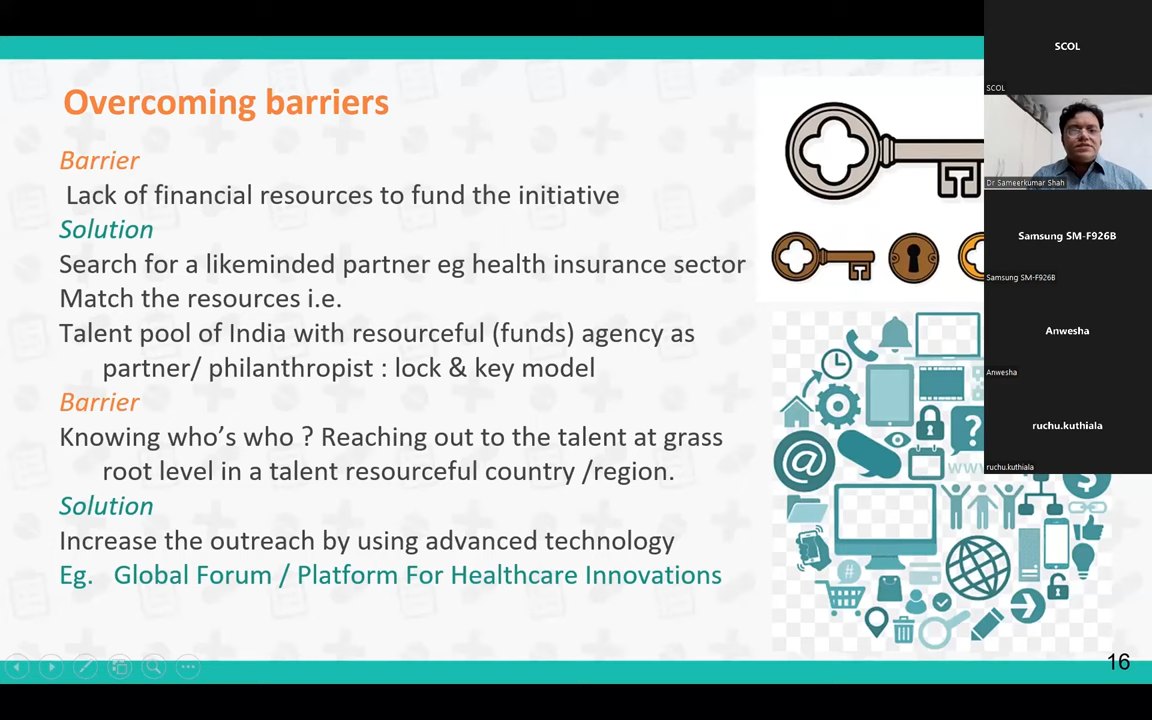 Overcoming barriers
Barrier
Lack of financial resources to fund the initiative
Solution
Search for a likeminded partner eg health insurance sector
Match the resources i.e.
Talent pool of India with resourceful (funds) agency as
partner/ philanthropist : lock & key model
Barrier
Knowing who’s who ? Reaching out to the talent at grass
root level in a talent resourceful country /region.
Solution
Increase the outreach by using advanced technology
Eg. Global Forum / Platform For Healthcare Innovations
www
@
?
$
#
16
SCOL
SCOL
Dr Sameerkumar Shah
Samsung SM-F926B
Samsung SM-F926B
Anwesha
Anwesha
ruchu.kuthiala
ruchu.kuthiala